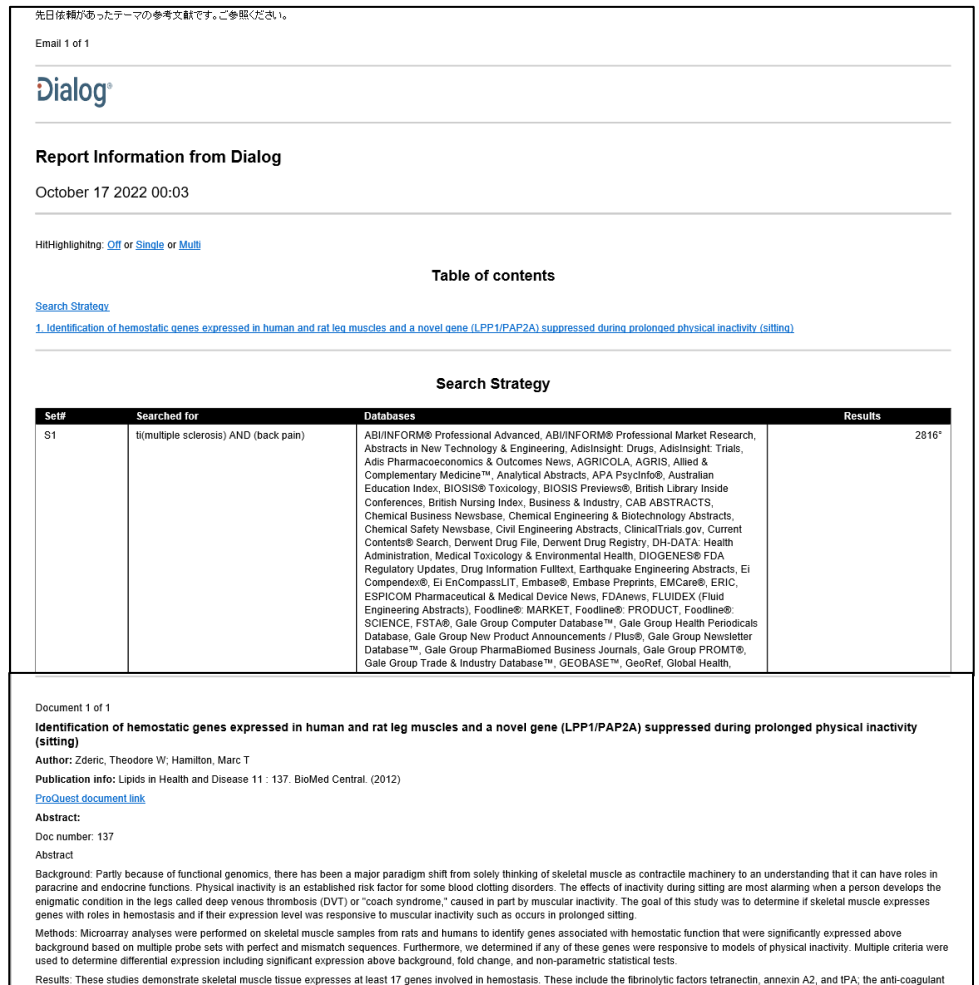 先日依頼があったテーマの参考文献です。ご参照ください。
Email 1 of 1
Dialog®
Report Information from Dialog
October 17 2022 00:03
HitHighlighitng: Off or Single or Multi
Table of contents
Search Strategy
1. Identification of hemostatic genes expressed in human and rat leg muscles and a novel gene (LPP1/PAP2A) suppressed during prolonged physical inactivity (sitting)
Search Strategy
Set# Searched for Databases Results
S1 ti(multiple sclerosis) AND (back pain) ABI/INFORM® Professional Advanced, ABI/INFORM® Professional Market Research, 2816°
Abstracts in New Technology & Engineering, AdisInsight: Drugs, AdisInsight: Trials,
Adis Pharmacoeconomics & Outcomes News, AGRICOLA, AGRIS, Allied &
Complementary Medicine™, Analytical Abstracts, APA PsycInfo®, Australian
Education Index, BIOSIS® Toxicology, BIOSIS Previews®, British Library Inside
Conferences, British Nursing Index, Business & Industry, CAB ABSTRACTS,
Chemical Business Newsbase, Chemical Engineering & Biotechnology Abstracts,
Chemical Safety Newsbase, Civil Engineering Abstracts, ClinicalTrials.gov, Current
Contents® Search, Derwent Drug File, Derwent Drug Registry, DH-DATA: Health
Administration, Medical Toxicology & Environmental Health, DIOGENES® FDA
Regulatory Updates, Drug Information Fulltext, Earthquake Engineering Abstracts, Ei
Compendex®, Ei EnCompassLIT, Embase®, Embase Preprints, EMCare®, ERIC,
ESPICOM Pharmaceutical & Medical Device News, FDAnews, FLUIDEX (Fluid
Engineering Abstracts), Foodline®: MARKET, Foodline®: PRODUCT, Foodline®:
SCIENCE, FSTA®, Gale Group Computer Database™, Gale Group Health Periodicals
Database, Gale Group New Product Announcements / Plus®, Gale Group Newsletter
Database™, Gale Group PharmaBiomed Business Journals, Gale Group PROMT®,
Gale Group Trade & Industry Database™, GEOBASE™, GeoRef, Global Health,
Document 1 of 1
Identification of hemostatic genes expressed in human and rat leg muscles and a novel gene (LPP1/PAP2A) suppressed during prolonged physical inactivity
(sitting)
Author: Zderic, Theodore W; Hamilton, Marc T
Publication info: Lipids in Health and Disease 11 : 137. BioMed Central. (2012)
ProQuest document link
Abstract:
Doc number: 137
Abstract
Background: Partly because of functional genomics, there has been a major paradigm shift from solely thinking of skeletal muscle as contractile machinery to an understanding that it can have roles in
paracrine and endocrine functions. Physical inactivity is an established risk factor for some blood clotting disorders. The effects of inactivity during sitting are most alarming when a person develops the
enigmatic condition in the legs called deep venous thrombosis (DVT) or "coach syndrome," caused in part by muscular inactivity. The goal of this study was to determine if skeletal muscle expresses
genes with roles in hemostasis and if their expression level was responsive to muscular inactivity such as occurs in prolonged sitting.
Methods: Microarray analyses were performed on skeletal muscle samples from rats and humans to identify genes associated with hemostatic function that were significantly expressed above
background based on multiple probe sets with perfect and mismatch sequences. Furthermore, we determined if any of these genes were responsive to models of physical inactivity. Multiple criteria were
used to determine differential expression including significant expression above background, fold change, and non-parametric statistical tests.
Results: These studies demonstrate skeletal muscle tissue expresses at least 17 genes involved in hemostasis. These include the fibrinolytic factors tetranectin, annexin A2, and tPA; the anti-coagulant